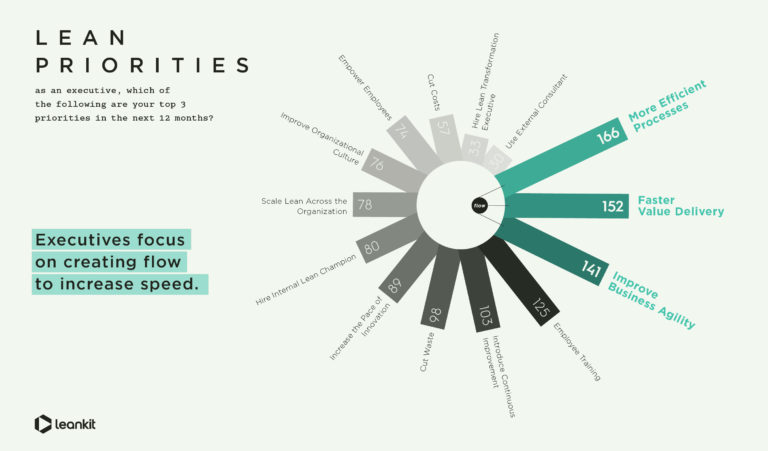 LEAN
PRIORITIES
as an executive, which of
the following are your top 3
priorities in the next 12 months?
Executives focus
on creating flow
to increase speed.
leankit
flow
166
More Efficient
Processes
152
Faster
Value Delivery
141
Improve
Business Agility
125
Employee Training
103
Introduce Continuous
Improvement
98
Cut Waste
89
Increase the Pace of
Innovation
80
Hire Internal Lean Champion
78
Scale Lean Across the
Organization
76
Improve Organizational
Culture
74
Empower Employees
57
Cut Costs
33
Hire Lean Transformation
Executive
30
Use External Consultant